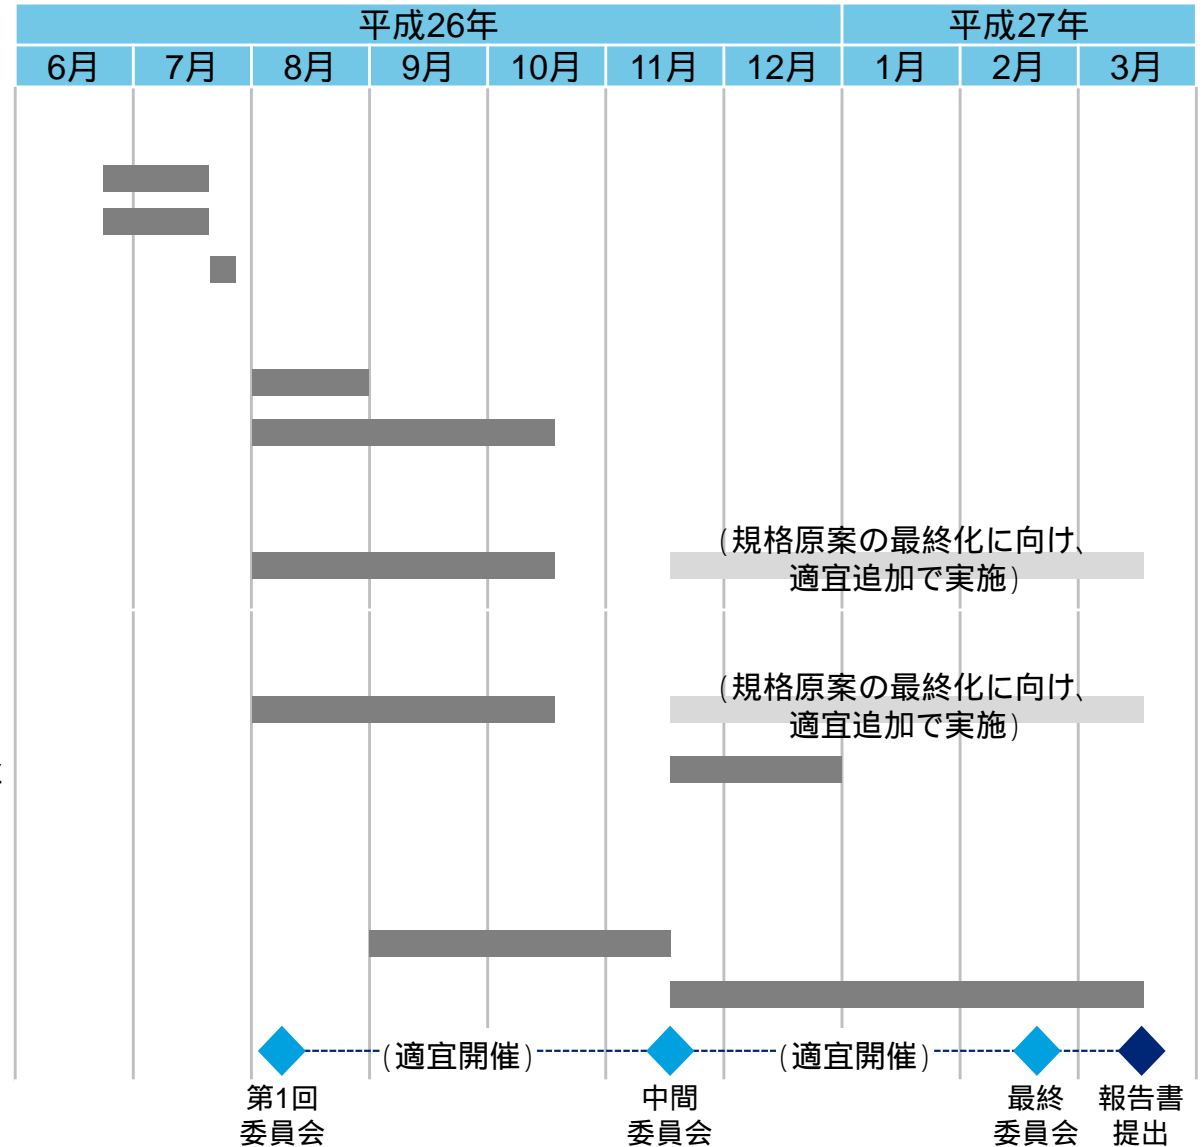 平成26年 平成27年
6月 7月 8月 9月 10月 11月 12月 1月 2月 3月
(規格原案の最終化に向け、
適宜追加で実施)
(規格原案の最終化に向け、
適宜追加で実施)
(適宜開催) (適宜開催)
第1回 中間 最終 報告書
委員会 委員会 委員会 提出